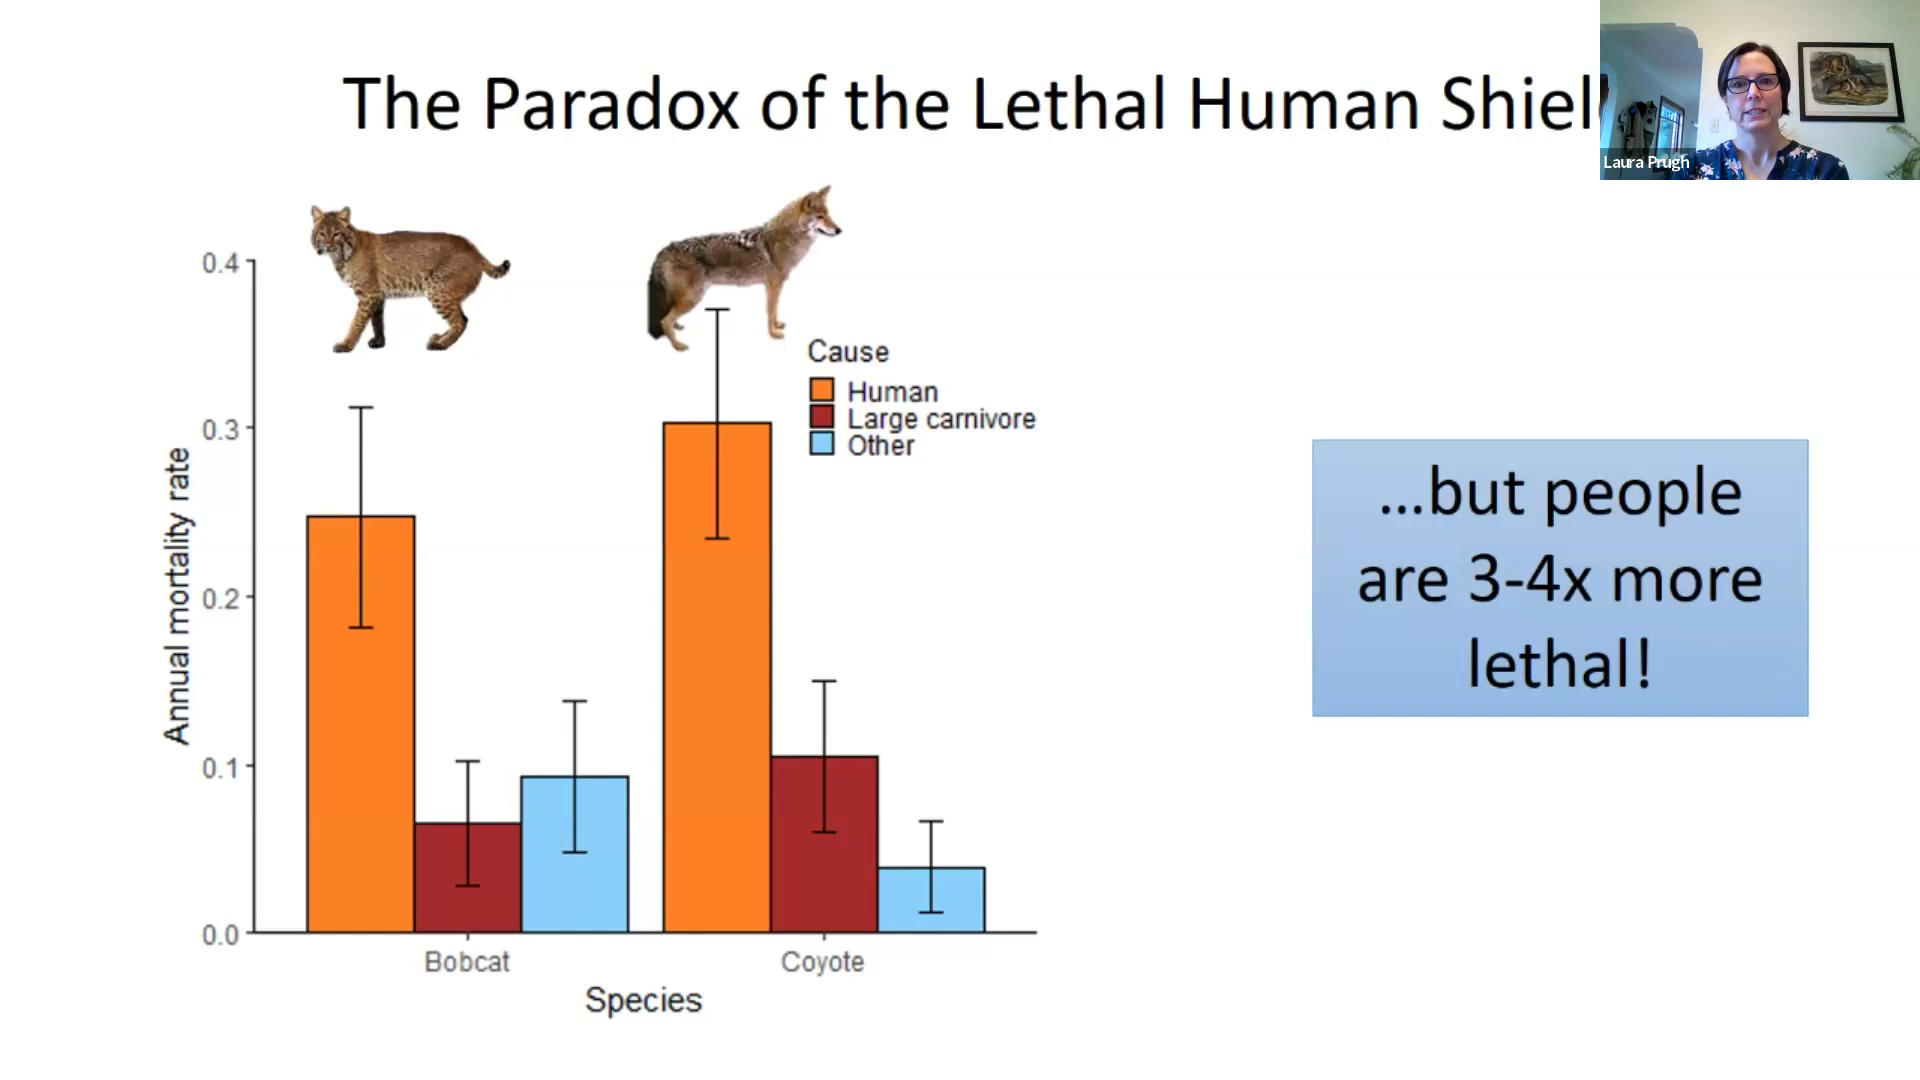 The Paradox of the Lethal Human Shiel
Laura Prugh
0.4
0.3
0.2
0.1
0.0
Annual mortality rate
Cause
Human
Large carnivore
Other
Bobcat
Coyote
Species
...but people
are 3-4x more
lethal!